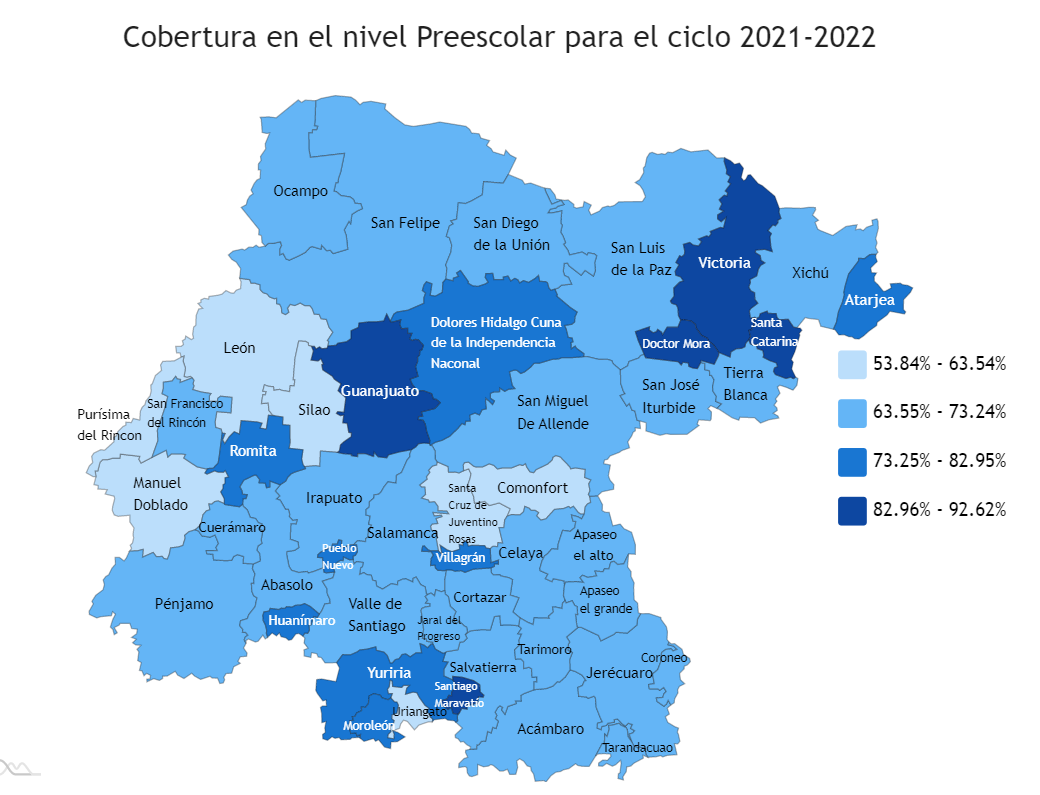 Cobertura en el nivel Preescolar para el ciclo 2021-2022
Ocampo
San Felipe
San Diego
de la Unión
San Luis
de la Paz
Victoria
Xichú
Atarjea
Dolores Hidalgo Cuna
de la Independencia
Naconal
Santa
Catarina
Doctor Mora
León
Guanajuato
Silao
San Francisco
del Rincón
Purísima
del Rincon
San Miguel
De Allende
San José
Iturbide
Tierra
Blanca
53.84% - 63.54%
63.55% - 73.24%
73.25% - 82.95%
82.96% - 92.62%
Romita
Manuel
Doblado
Irapuato
Santa
Cruz de
Juventino
Rosas
Comonfort
Cuerámaro
Salamanca
Pueblo
Nuevo
Villagrán
Celaya
Apaseo
el alto
Abasolo
Pénjamo
Huanímaro
Valle de
Santiago
Cortazar
Apaseo
el grande
Jaral del
Progreso
Tarimoro
Salvatierra
Jerécuaro
Coroneo
Yuriria
Santiago
Maravatío
Uriangato
Moroleón
Acámbaro
Tarandacuao